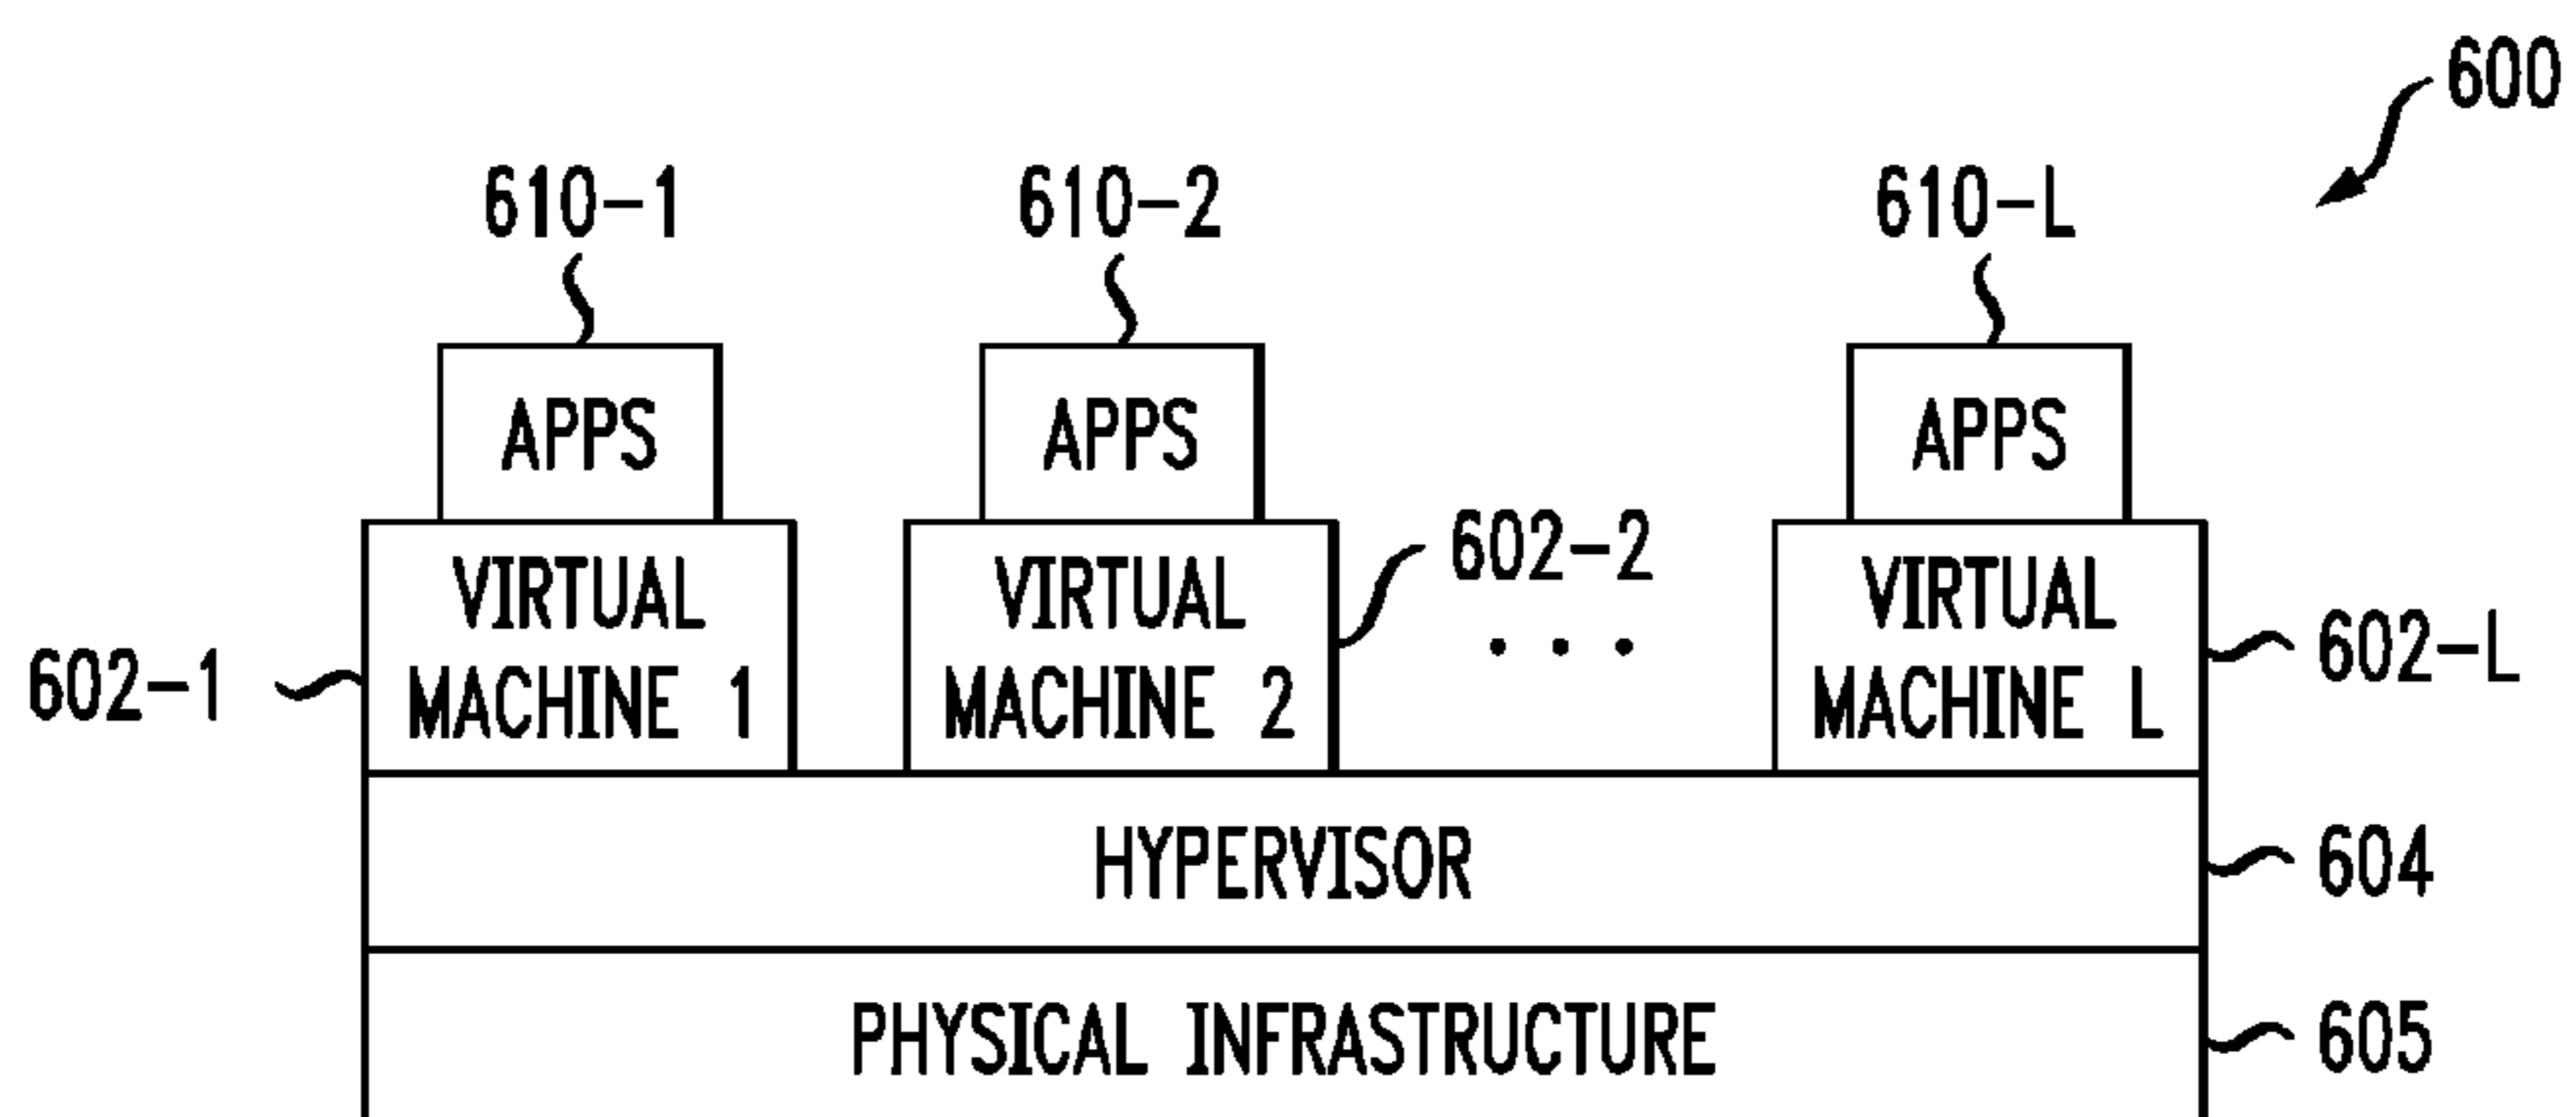 600
610-1
610-2
610-L
APPS
APPS
APPS
602-1
VIRTUAL
MACHINE 1
VIRTUAL
MACHINE 2
602-2
. . .
VIRTUAL
MACHINE L
602-L
HYPERVISOR
604
PHYSICAL INFRASTRUCTURE
605